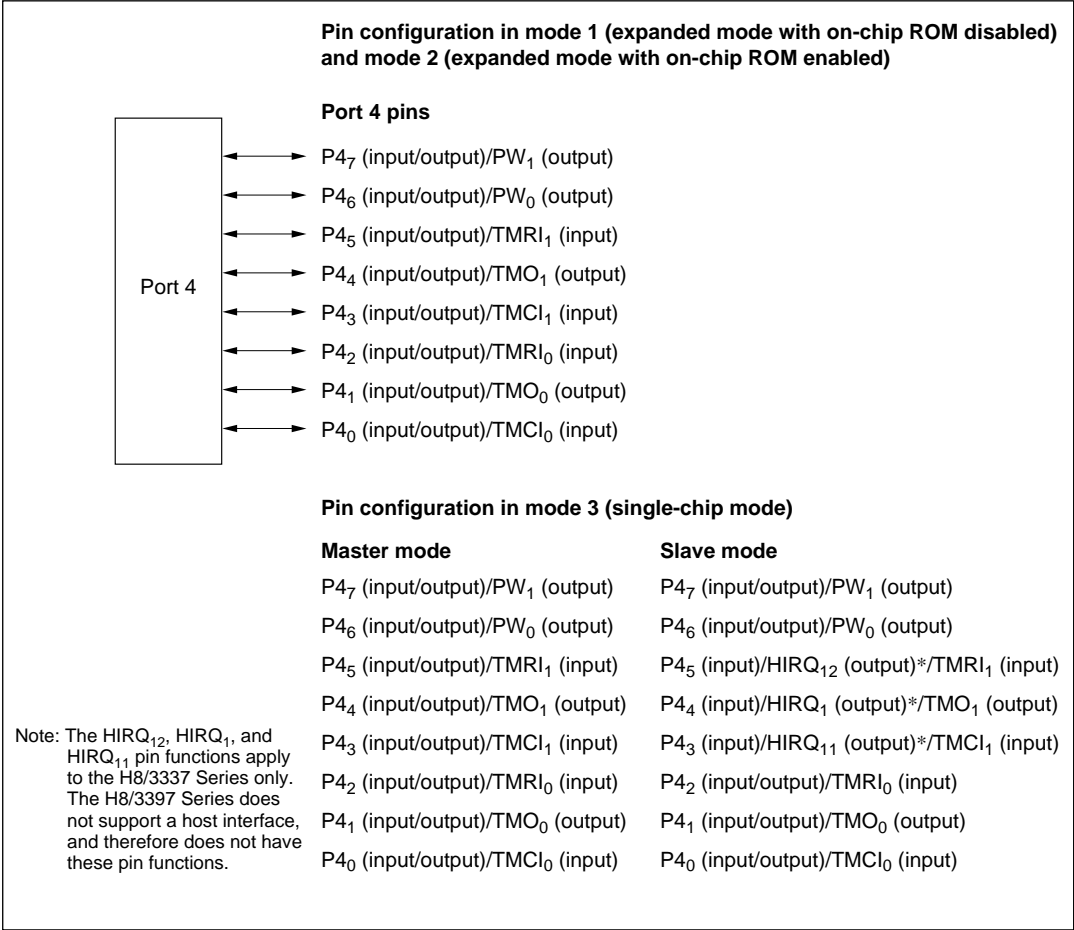 Pin configuration in mode 1 (expanded mode with on-chip ROM disabled)
and mode 2 (expanded mode with on-chip ROM enabled)
Port 4 pins
Port 4
P4₇ (input/output)/PW₁ (output)
P4₆ (input/output)/PW₀ (output)
P4₅ (input/output)/TMRI₁ (input)
P4₄ (input/output)/TMO₁ (output)
P4₃ (input/output)/TMCI₁ (input)
P4₂ (input/output)/TMRI₀ (input)
P4₁ (input/output)/TMO₀ (output)
P4₀ (input/output)/TMCI₀ (input)
Pin configuration in mode 3 (single-chip mode)
Master mode
P4₇ (input/output)/PW₁ (output)
P4₆ (input/output)/PW₀ (output)
P4₅ (input/output)/TMRI₁ (input)
P4₄ (input/output)/TMO₁ (output)
P4₃ (input/output)/TMCI₁ (input)
P4₂ (input/output)/TMRI₀ (input)
P4₁ (input/output)/TMO₀ (output)
P4₀ (input/output)/TMCI₀ (input)
Slave mode
P4₇ (input/output)/PW₁ (output)
P4₆ (input/output)/PW₀ (output)
P4₅ (input)/HIRQ₁₂ (output)*/TMRI₁ (input)
P4₄ (input)/HIRQ₁ (output)*/TMO₁ (output)
P4₃ (input)/HIRQ₁₁ (output)*/TMCI₁ (input)
P4₂ (input/output)/TMRI₀ (input)
P4₁ (input/output)/TMO₀ (output)
P4₀ (input/output)/TMCI₀ (input)
Note: The HIRQ₁₂, HIRQ₁, and
HIRQ₁₁ pin functions apply
to the H8/3337 Series only.
The H8/3397 Series does
not support a host interface,
and therefore does not have
these pin functions.